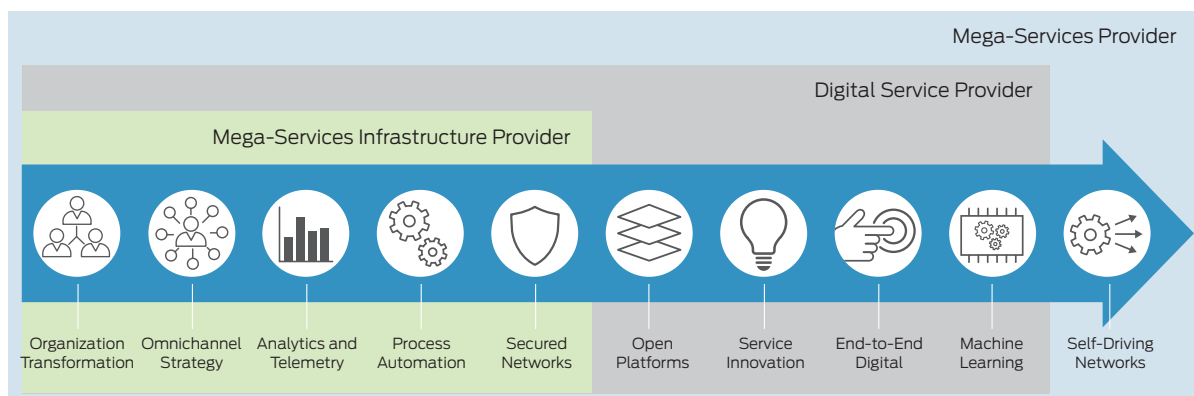 Mega-Services Provider
Digital Service Provider
Mega-Services Infrastructure Provider
Organization
Transformation
Omnichannel
Strategy
Analytics and
Telemetry
Process
Automation
Secured
Networks
Open
Platforms
Service
Innovation
End-to-End
Digital
Machine
Learning
Self-Driving
Networks